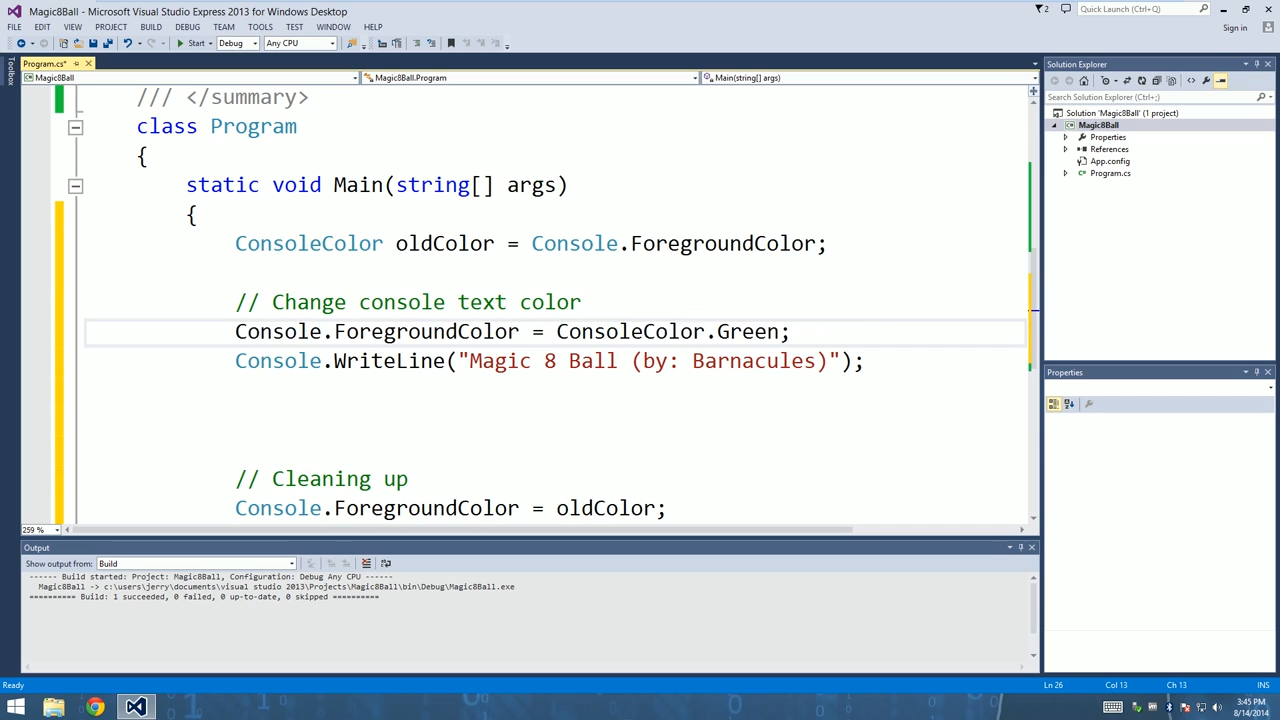 Magic8Ball - Microsoft Visual Studio Express 2013 for Windows Desktop
2
Quick Launch (Ctrl+Q)
FILE EDIT VIEW PROJECT BUILD DEBUG TEAM TOOLS TEST WINDOW HELP
Sign in
Start Debug Any CPU
Toolbox
Program.cs*
Magic8Ball
Magic8Ball.Program
Main(string[] args)
/// </summary>
class Program
{
static void Main(string[] args)
{
ConsoleColor oldColor = Console.ForegroundColor;
// Change console text color
Console.ForegroundColor = ConsoleColor.Green;
Console.WriteLine("Magic 8 Ball (by: Barnacules)");
// Cleaning up
Console.ForegroundColor = oldColor;
259 %
Solution Explorer
Search Solution Explorer (Ctrl+;)
Solution 'Magic8Ball' (1 project)
Magic8Ball
Properties
References
App.config
Program.cs
Properties
Output
Show output from: Build
------ Build started: Project: Magic8Ball, Configuration: Debug Any CPU ------
Magic8Ball -> c:\users\jerry\documents\visual studio 2013\Projects\Magic8Ball\bin\Debug\Magic8Ball.exe
========== Build: 1 succeeded, 0 failed, 0 up-to-date, 0 skipped ==========
Ready
Ln 26
Col 13
Ch 13
INS
3:45 PM
8/14/2014